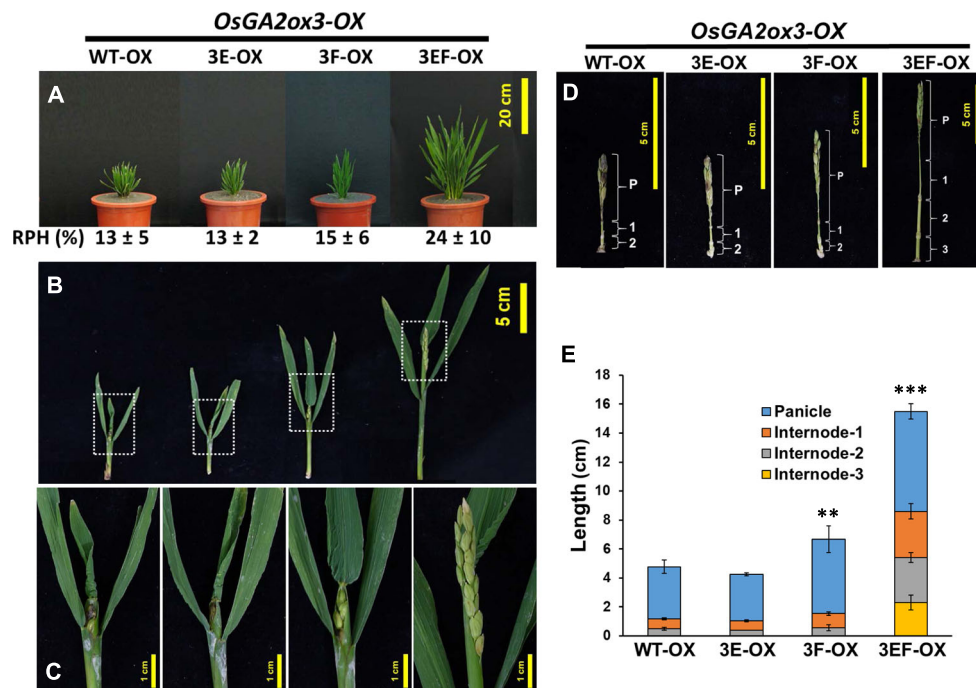 OsGA2ox3-OX
WT-OX 3E-OX 3F-OX 3EF-OX
A
20 cm
RPH (%) 13 ± 5 13 ± 2 15 ± 6 24 ± 10
B
5 cm
C
1 cm 1 cm 1 cm 1 cm
OsGA2ox3-OX
WT-OX 3E-OX 3F-OX 3EF-OX
D
5 cm 5 cm 5 cm 5 cm
P P P P
1 1 1 1
2 2 2 2
3
E
18
16
14
12
10
8
6
4
2
0
Length (cm)
Panicle
Internode-1
Internode-2
Internode-3
**
***
WT-OX 3E-OX 3F-OX 3EF-OX